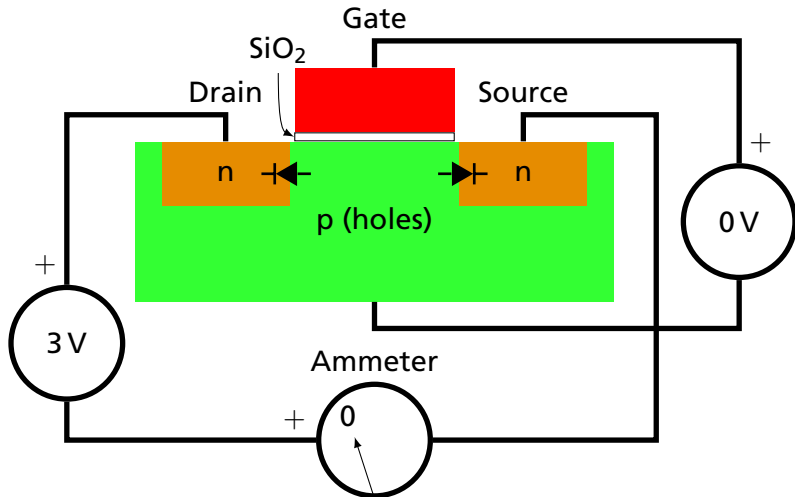 Gate
SiO₂
Drain
Source
+
n
n
p (holes)
0 V
+
3 V
Ammeter
+
0